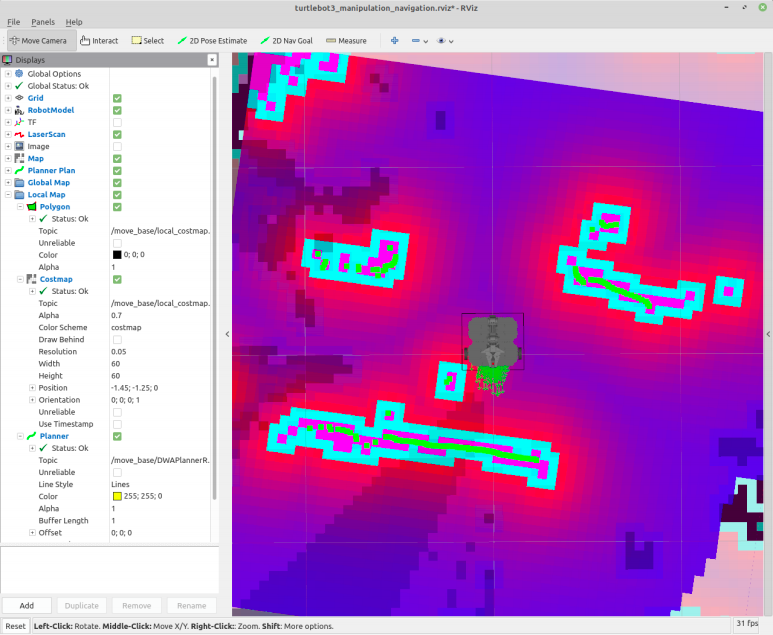 turtlebot3_manipulation_navigation.rviz* - RViz
File Panels Help
Move Camera Interact Select 2D Pose Estimate 2D Nav Goal Measure
Displays
Global Options
Global Status: Ok
Grid
RobotModel
TF
LaserScan
Image
Map
Planner Plan
Global Map
Local Map
Polygon
Status: Ok
Topic /move_base/local_costmap.
Unreliable
Color 0; 0; 0
Alpha 1
Costmap
Status: Ok
Topic /move_base/local_costmap.
Alpha 0.7
Color Scheme costmap
Draw Behind
Resolution 0.05
Width 60
Height 60
Position -1.45; -1.25; 0
Orientation 0; 0; 0; 1
Unreliable
Use Timestamp
Planner
Status: Ok
Topic /move_base/DWAPlannerR.
Unreliable
Line Style Lines
Color 255; 255; 0
Alpha 1
Buffer Length 1
Offset 0; 0; 0
Add Duplicate Remove Rename
Reset Left-Click: Rotate. Middle-Click: Move X/Y. Right-Click:: Zoom. Shift: More options. 31 fps